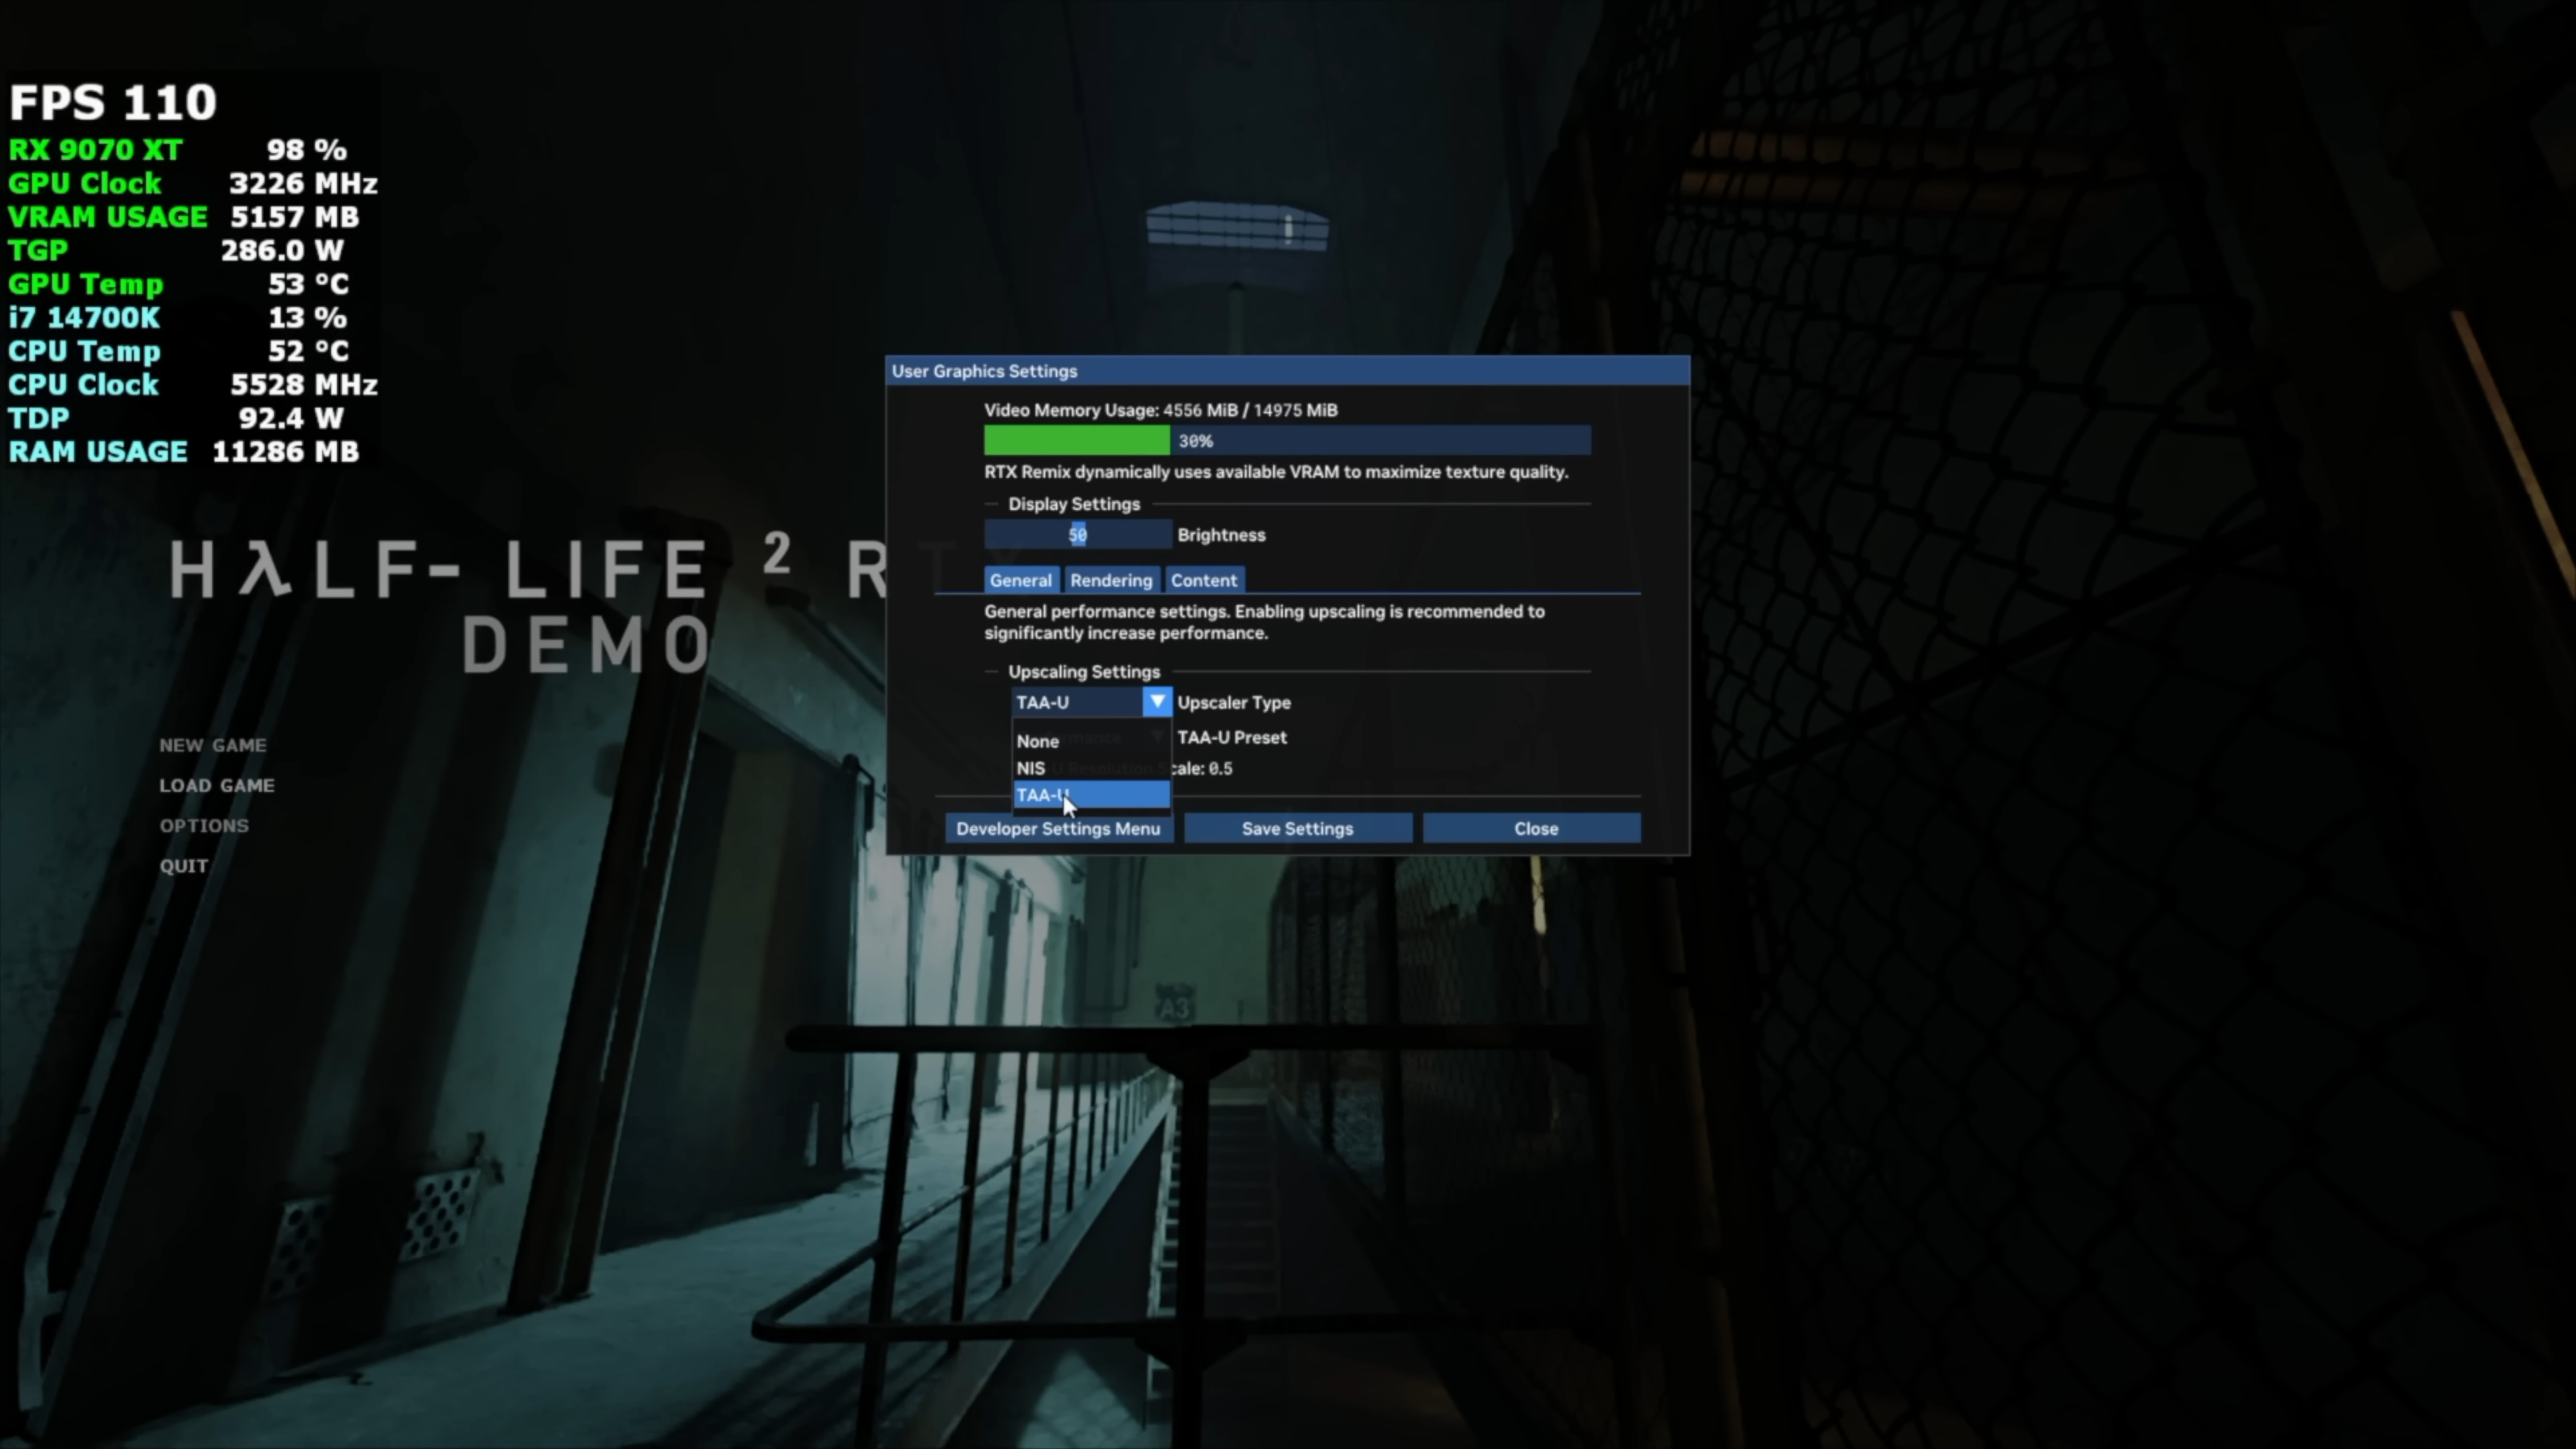 FPS 110
RX 9070 XT 98 %
GPU Clock 3226 MHz
VRAM USAGE 5157 MB
TGP 286.0 W
GPU Temp 53 °C
i7 14700K 13 %
CPU Temp 52 °C
CPU Clock 5528 MHz
TDP 92.4 W
RAM USAGE 11286 MB
HλLF-LIFE ² RTX
DEMO
NEW GAME
LOAD GAME
OPTIONS
QUIT
User Graphics Settings
Video Memory Usage: 4556 MiB / 14975 MiB
30%
RTX Remix dynamically uses available VRAM to maximize texture quality.
Display Settings
50 Brightness
General Rendering Content
General performance settings. Enabling upscaling is recommended to
significantly increase performance.
Upscaling Settings
TAA-U Upscaler Type
None
TAA-U Preset
NIS
Resolution Scale: 0.5
TAA-U
Developer Settings Menu Save Settings Close
A3